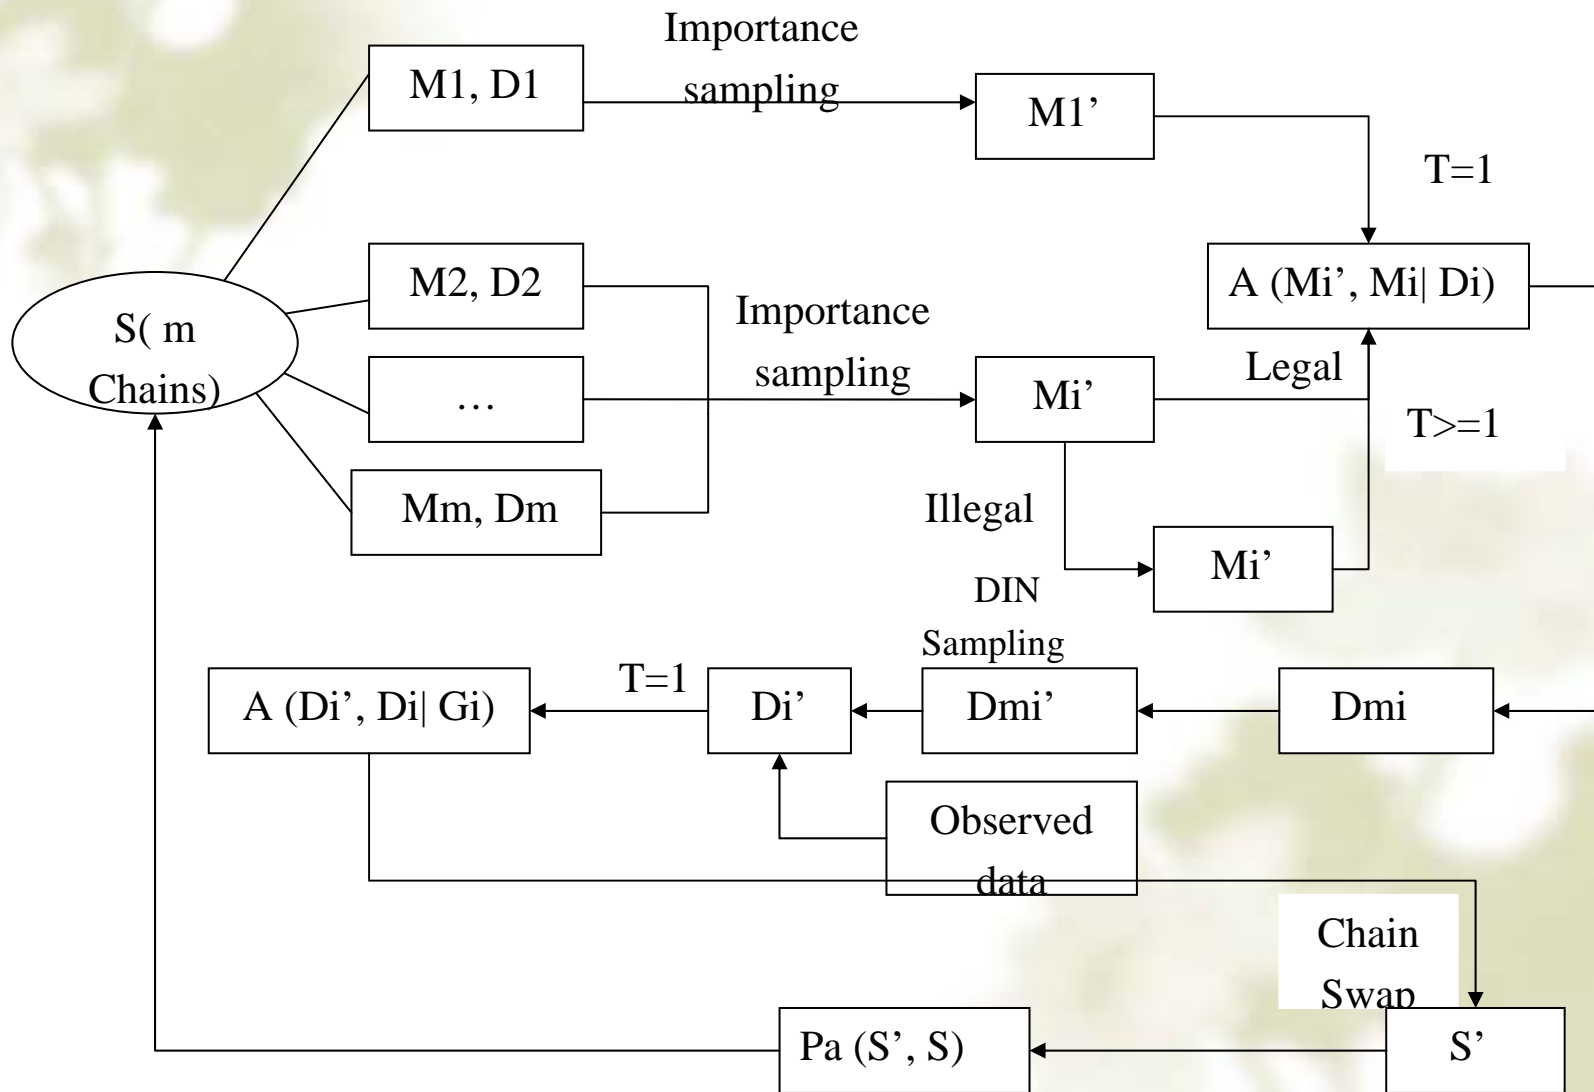 Importance
sampling
M1, D1
M1’
T=1
M2, D2
A (Mi’, Mi| Di)
S( m
Chains)
Importance
sampling
…
Mi’
Legal
T>=1
Mm, Dm
Illegal
Mi’
DIN
Sampling
T=1
A (Di’, Di| Gi)
Di’
Dmi’
Dmi
Observed
data
Chain
Swap
Pa (S’, S)
S’